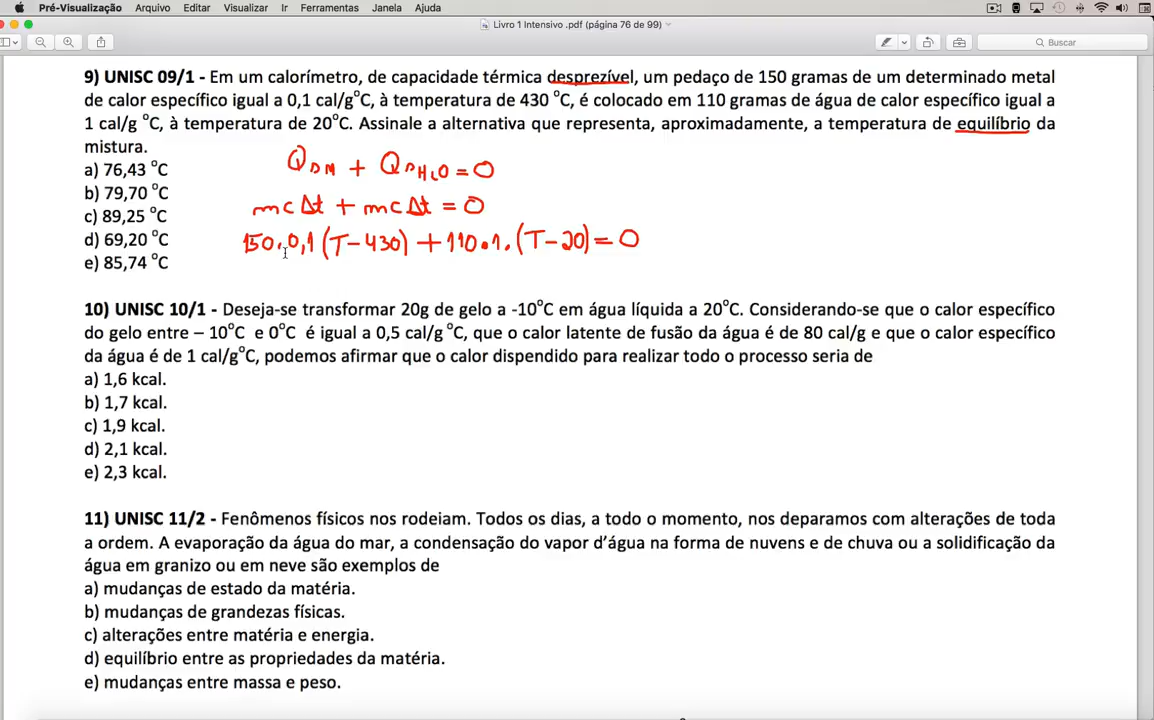 Pré-Visualização Arquivo Editar Visualizar Ir Ferramentas Janela Ajuda
Livro 1 Intensivo .pdf (página 76 de 99)
Buscar
9) UNISC 09/1 - Em um calorímetro, de capacidade térmica desprezível, um pedaço de 150 gramas de um determinado metal
de calor específico igual a 0,1 cal/g°C, à temperatura de 430 °C, é colocado em 110 gramas de água de calor específico igual a
1 cal/g °C, à temperatura de 20°C. Assinale a alternativa que representa, aproximadamente, a temperatura de equilíbrio da
mistura.
a) 76,43 °C
b) 79,70 °C
c) 89,25 °C
d) 69,20 °C
e) 85,74 °C
QΔM + QΔH₂O = 0
mcΔt + mcΔt = 0
150.0,1(T-430) + 110.1.(T-20) = 0
10) UNISC 10/1 - Deseja-se transformar 20g de gelo a -10°C em água líquida a 20°C. Considerando-se que o calor específico
do gelo entre – 10°C e 0°C é igual a 0,5 cal/g °C, que o calor latente de fusão da água é de 80 cal/g e que o calor específico
da água é de 1 cal/g°C, podemos afirmar que o calor dispendido para realizar todo o processo seria de
a) 1,6 kcal.
b) 1,7 kcal.
c) 1,9 kcal.
d) 2,1 kcal.
e) 2,3 kcal.
11) UNISC 11/2 - Fenômenos físicos nos rodeiam. Todos os dias, a todo o momento, nos deparamos com alterações de toda
a ordem. A evaporação da água do mar, a condensação do vapor d’água na forma de nuvens e de chuva ou a solidificação da
água em granizo ou em neve são exemplos de
a) mudanças de estado da matéria.
b) mudanças de grandezas físicas.
c) alterações entre matéria e energia.
d) equilíbrio entre as propriedades da matéria.
e) mudanças entre massa e peso.